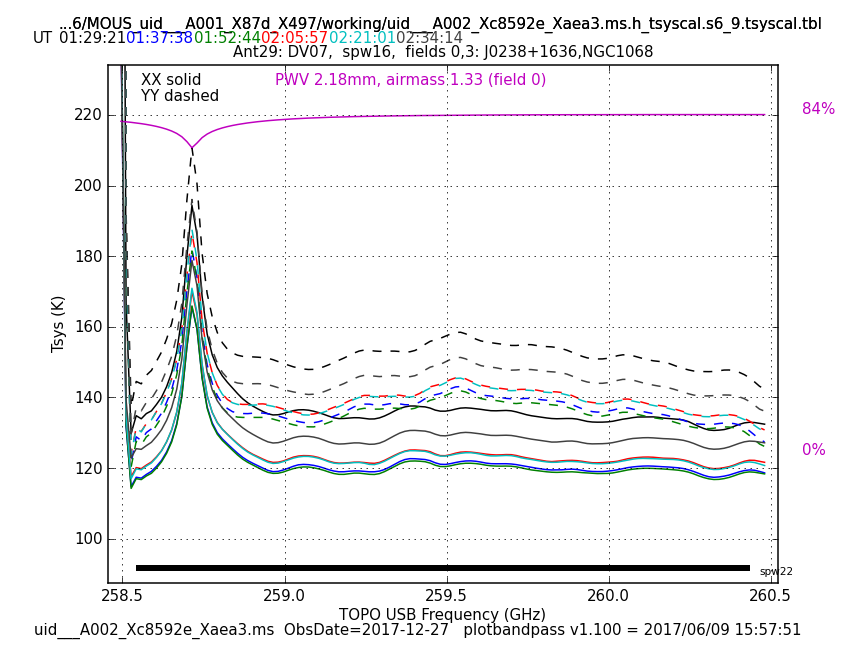 ...6/MOUS_uid___A001_X87d_X497/working/uid___A002_Xc8592e_Xaea3.ms.h_tsyscal.s6_9.tsyscal.tbl
UT 01:29:21 01:37:38 01:52:44 02:05:57 02:21:01 02:34:14
Ant29: DV07,  spw16,  fields 0,3: J0238+1636,NGC1068
XX solid
YY dashed
PWV 2.18mm, airmass 1.33 (field 0)
84%
0%
220
200
180
160
140
120
100
Tsys (K)
spw22
258.5 259.0 259.5 260.0 260.5
TOPO USB Frequency (GHz)
uid___A002_Xc8592e_Xaea3.ms  ObsDate=2017-12-27   plotbandpass v1.100 = 2017/06/09 15:57:51